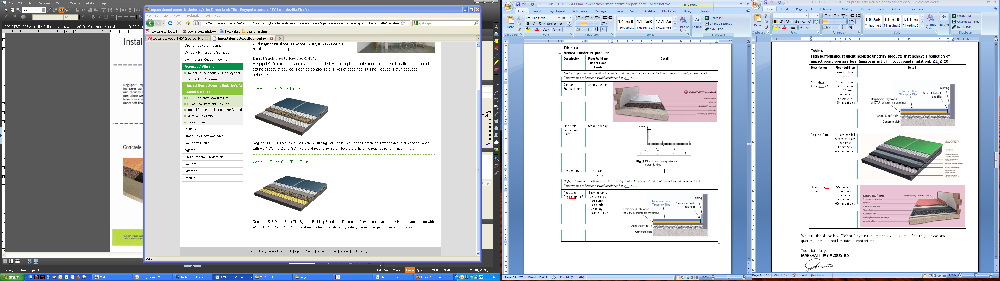 File Edit View Document Markup Measure Window Help
92.86%
ISO 717.2-1996 Acoustics-Rating of sound ... A0101 Mezzanine level.pdf A0100 Grou
Install
Regupol® imp
increases walk
and reduces s
premature wea
from shock an
under soft floor
Concrete f
Regupol® impact soun
under finished parquet
Select region to take Snapshot
Impact Sound Acoustic Underlay's for Direct Stick Tile - Regupol Australia PTY Ltd - Mozilla Firefox
File Edit View History Bookmarks Tools Help
http://www.regupol.com.au/au/products/construction/impact-sound-insulation-under-floorings/impact-sound-acoustic-underlays-for-direct-stick-tile/overview-
Google
Welcome to H.A.L. | ... Aconex Australia/New... Most Visited Latest Headlines
Welcome to H.A.L. | MDA Intranet - H... Impact Sound Acoustic Underlay'...
Sports / Leisure Flooring
School / Playground Surfaces
Commercial Rubber Flooring
Acoustic / Vibration
Impact Sound Acoustic Underlay's for
Timber floor Systems
Impact Sound Acoustic Underlay's for
Direct Stick Tile
Dry Area Direct Stick Tiled Floor
Wet Area Direct Stick Tiled Floor
Impact Sound Insulation under Screed
Vibration Insulation
Strata Noise
Industry
Brochures Download Area
Company Profile
Agents
Environmental Credentials
Contact
Sitemap
Imprint
challenge when it comes to controlling impact sound in
multi-residential living.
Direct Stick tiles to Regupol® 4515:
Regupol® 4515 impact sound acoustic underlay is a tough, durable acoustic material to attenuate impact
sound directly at source. It can be bonded to all types of base floors using Regupol's own acoustic
adhesives.
Dry Area Direct Stick Tiled Floor
Regupol® 4515 Direct Stick Tile System Building Solution is Deemed to Comply as it was tested in strict accordance
with AS / ISO 717.2 and ISO 140-6 and results from the laboratory satisfy the required performance. [ more >> ]
Wet Area Direct Stick Tiled Floor
Regupol 4515 Direct Stick Tile System Building Solution is Deemed to Comply as it was tested in strict accordance with
AS / ISO 717.2 and ISO 140-6 and results from the laboratory satisfy the required performance. [ more >> ]
© 2011 Regupol Australia Pty Ltd | Imprint | Contact | Contact Persons | Sitemap | Print this page
Done
Total
00.21
0
0
0
0
0
Clear
Modify
Grid Snap Content Reuse Sync 21.00 x 29.70 cm (19.01, 28.36)
start MDALink mda general - Micro... Bluebeam PDF Revu 5 Microsoft Office ... 2011.01.11 Regupol Insul Microsoft Excel Impact Sound Acous... 4:45 PM
RP 001 2010384 Prima Tower tender stage acoustic report.docx - Microsoft Wo... Table Tools
Home Insert Page Layout References Mailings Review View Add-Ins Bluebeam Design Layout
Paste
Clipboard
RotisSansSerif 10
Font
Paragraph
1.0 AaB 1.1 AaB 1.1.1 Aa
¶ Heading 1 ¶ Heading 2 ¶ Heading 3
Change Styles
Styles
Editing
Create PDF
Change Settings
Batch PDF
Bluebeam
Table 10
Acoustic underlay products
Description Floor build up under floor finish Detail
Moderate performance resilient acoustic underlay that achieves a reduction of impact sound pressure level
(improvement of impact sound insulation) of ΔLw ≥ 12:
Damtec Standard 3mm
3mm underlay
2 DAMTEC® standard
all types of tile
adhesive
DAMTEC® standard
adhesive
subfloor (e.g. concrete)
Embelton Impactamat 5mm
5mm underlay
Fig. 2 Direct bond parquetry or
ceramic tiles.
Regupol 4515
4.5mm underlay
High performance resilient acoustic underlay that achieves a reduction of impact sound pressure level
(improvement of impact sound insulation) of ΔLw ≥ 20:
Acoustica Angelstep 48P
6mm ceramic
tile underlay
on 10mm
acoustic
underlay =
16mm build up
Skirting
New hard floor
Timber or Tiles
5 mm filled with
gap filler
Chip board, ply wood
or CTU (Ceramic Tile Underlay)
Angel Step® 48P
Concrete slab
Page: 35 of 75 Words: 13,012 English (Australia) 100%
20110301 LT 001 2010378 preliminary wall & floor treatment.docx - Microsoft Word
Home Insert Page Layout References Mailings Review View Add-Ins Bluebeam
Paste
Clipboard
12
Font
Paragraph
1.0 AaB 1.1 AaB 1.1.1 Aa
¶ Heading 1 ¶ Heading 2 ¶ Heading 3
Change Styles
Styles
Editing
Create PDF
Change Settings
Batch PDF
Bluebeam
Table 4
High performance resilient acoustic underlay products that achieve a reduction of
impact sound pressure level (improvement of impact sound insulation), ΔLw ≥ 20
Description Floor build up under floor finish Detail
Acoustica Angelstep 48P
6mm ceramic
tile underlay
on 10mm
acoustic
underlay =
16mm build up
Skirting
New hard floor
Timber or Tiles
5 mm filled with
gap filler
Chip board, ply wood
or CTU (Ceramic Tile Underlay)
Angel Step® 48P
Concrete slab
Regupol E48
35mm bonded
screed on 8mm
acoustic
underlay =
43mm build up
Damtec Estra 8mm
55mm screed
on 8mm
acoustic
underlay =
63mm build up
DAMTEC® estra
edge strip (e.g. DAMTEC® estra)
floor covering (e.g. tiles)
adhesive
screed/concrete slab
PE membrane
DAMTEC® estra
levelling layer (where necessary)
concrete subfloor
We trust the above is sufficient for your requirements at this time. Should you have any
queries, please do not hesitate to contact me.
Yours faithfully,
MARSHALL DAY ACOUSTICS
Page: 6 of 10 Words: 17 English (Australia) 100%